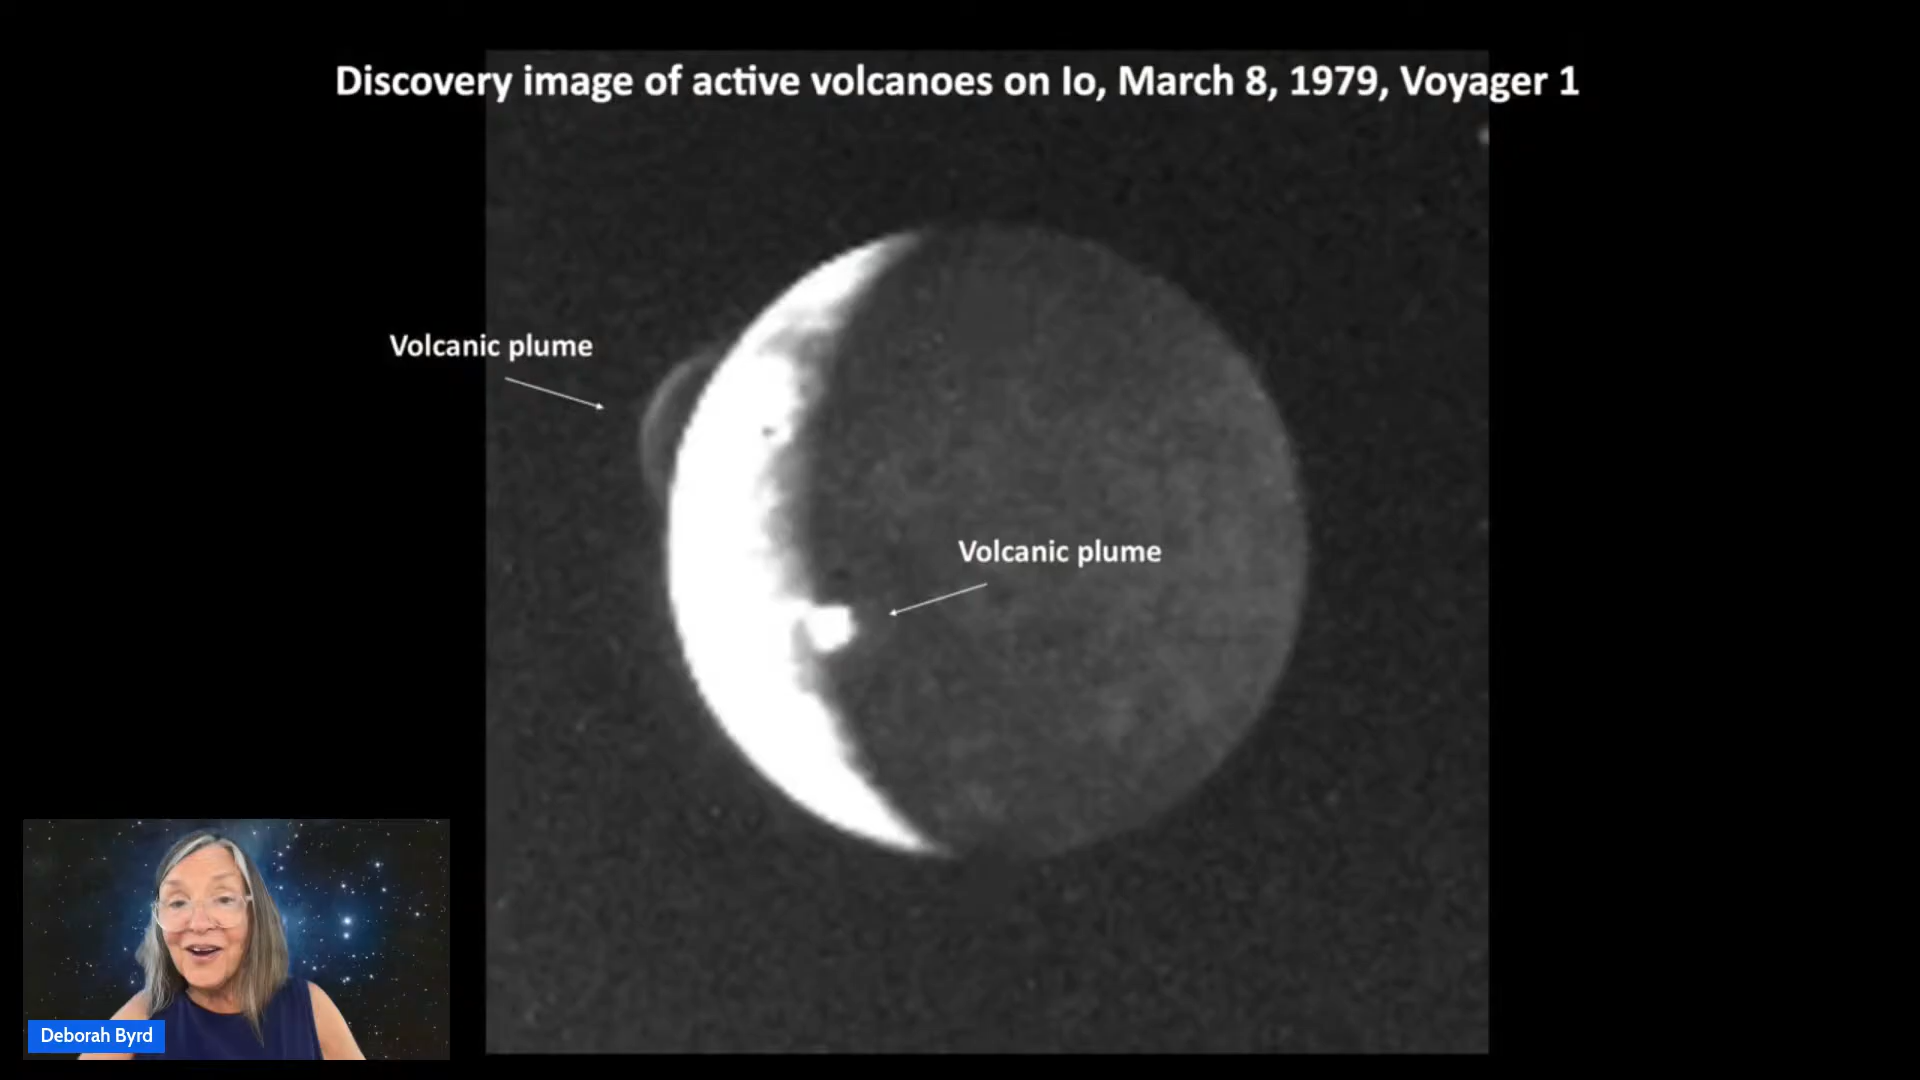 Discovery image of active volcanoes on Io, March 8, 1979, Voyager 1
Volcanic plume
Volcanic plume
Deborah Byrd